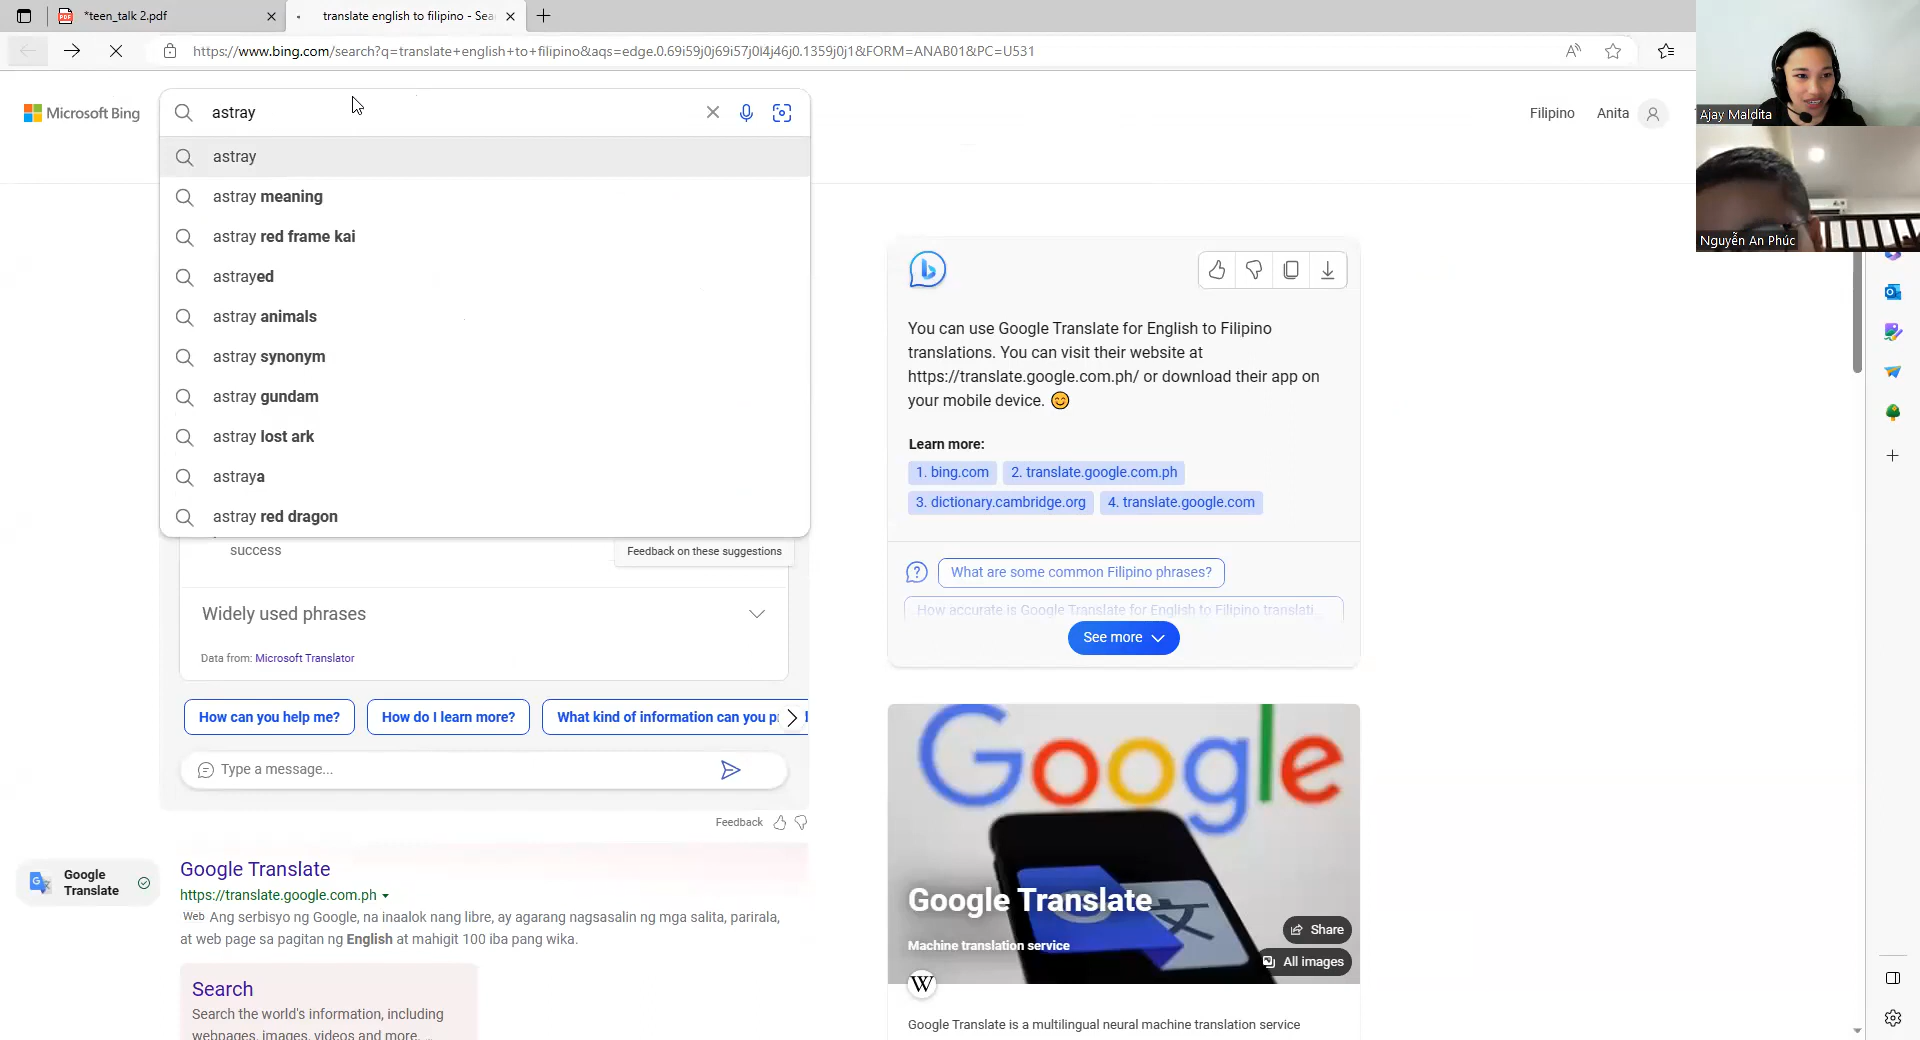 *teen_talk 2.pdf
translate english to filipino - Sea
https://www.bing.com/search?q=translate+english+to+filipino&aqs=edge.0.69i59j0j69i57j0l4j46j0.1359j0j1&FORM=ANAB01&PC=U531
Microsoft Bing
astray
Filipino
Anita
Ajay Maldita
Nguyễn An Phúc
astray
astray meaning
astray red frame kai
astrayed
astray animals
astray synonym
astray gundam
astray lost ark
astraya
astray red dragon
success
Feedback on these suggestions
Widely used phrases
Data from: Microsoft Translator
How can you help me?
How do I learn more?
What kind of information can you p
Type a message...
Feedback
You can use Google Translate for English to Filipino
translations. You can visit their website at
https://translate.google.com.ph/ or download their app on
your mobile device. 😊
Learn more:
1. bing.com
2. translate.google.com.ph
3. dictionary.cambridge.org
4. translate.google.com
What are some common Filipino phrases?
How accurate is Google Translate for English to Filipino translati...
See more
Google
Translate
Google Translate
https://translate.google.com.ph
Web Ang serbisyo ng Google, na inaalok nang libre, ay agarang nagsasalin ng mga salita, parirala,
at web page sa pagitan ng English at mahigit 100 iba pang wika.
Search
Search the world's information, including
webpages, images, videos and more. ...
Google
Google Translate
Machine translation service
Share
All images
W
Google Translate is a multilingual neural machine translation service